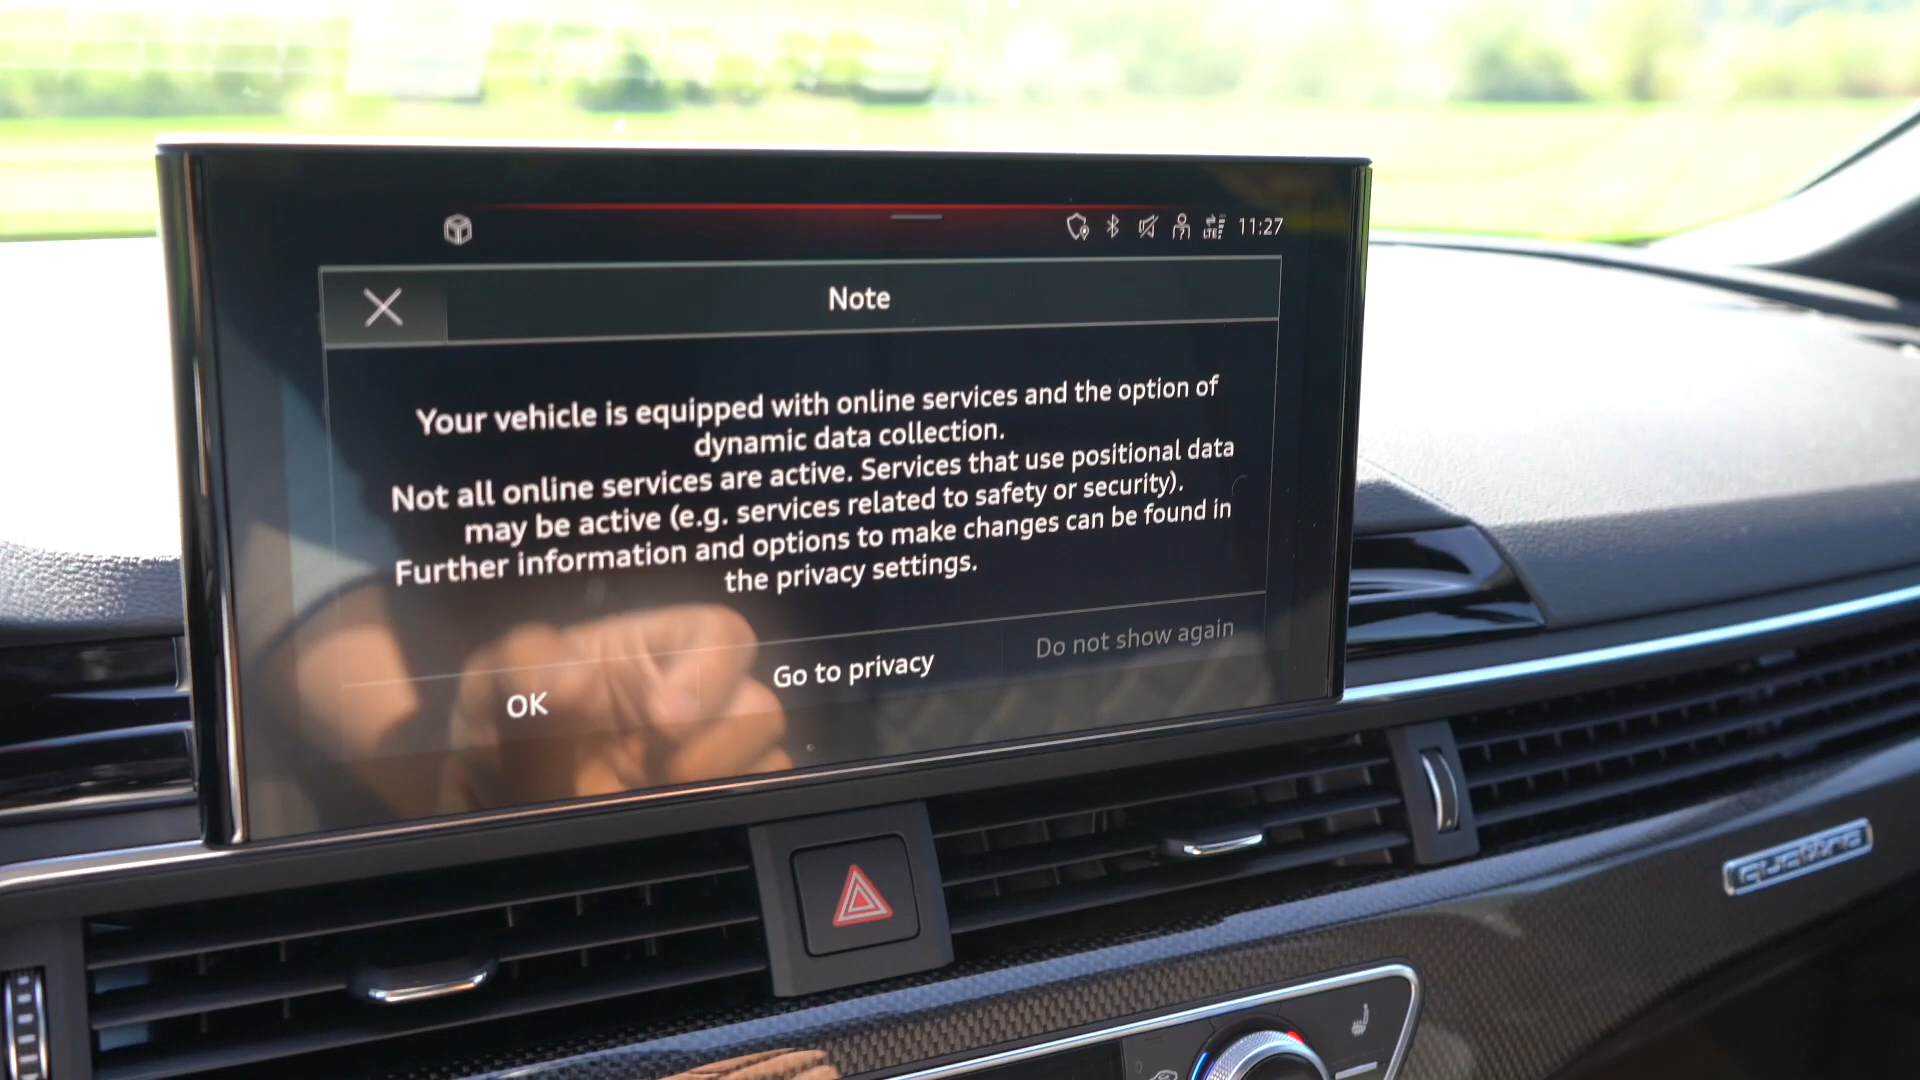 LTE 11:27
Note
Your vehicle is equipped with online services and the option of
dynamic data collection.
Not all online services are active. Services that use positional data
may be active (e.g. services related to safety or security).
Further information and options to make changes can be found in
the privacy settings.
OK
Go to privacy
Do not show again
quattro